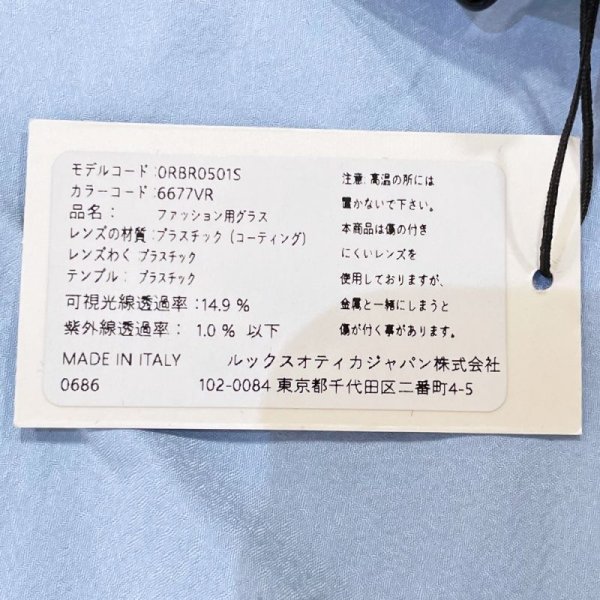 モデルコード：0RBR0501S
カラーコード：6677VR
品名：　ファッション用グラス
レンズの材質：プラスチック（コーティング）
レンズわく：プラスチック
テンプル：プラスチック
可視光線透過率：14.9 %
紫外線透過率： 1.0 % 以下
注意：高温の所には
置かないで下さい。
本商品は傷の付き
にくいレンズを
使用しておりますが、
金属と一緒にしまうと
傷が付く事があります。
MADE IN ITALY ルックスオティカジャパン株式会社
0686 102-0084 東京都千代田区二番町4-5